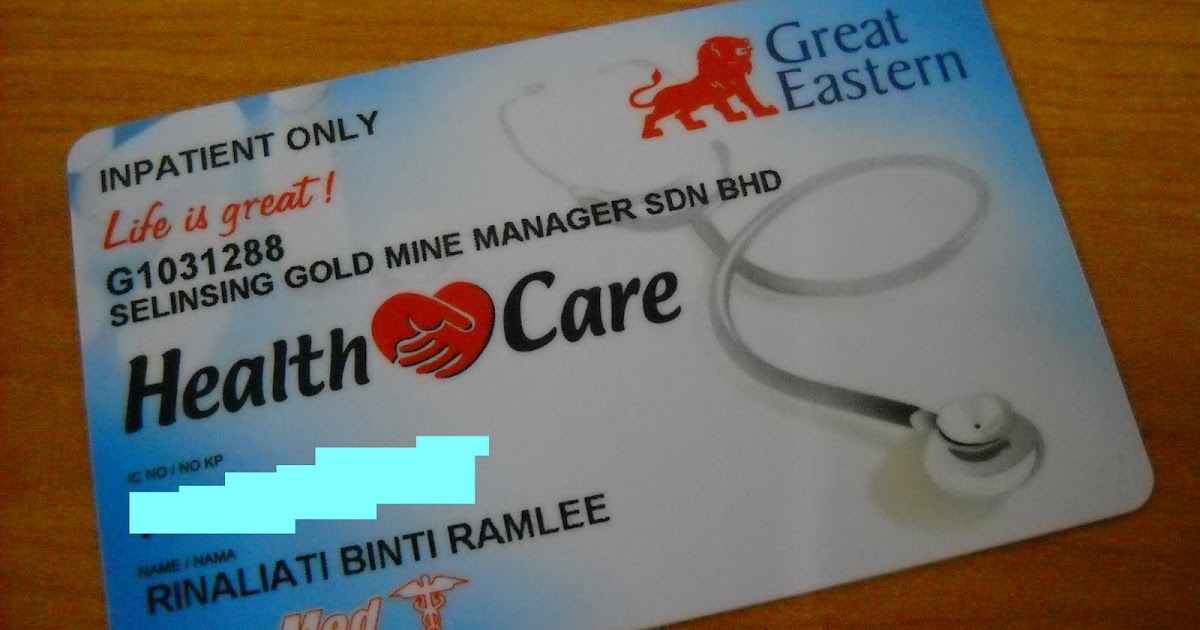 Great
Eastern
INPATIENT ONLY
Life is great!
G1031288
SELINSING GOLD MINE MANAGER SDN BHD
Health Care
IC NO / NO KP
NAME / NAMA
RINALIATI BINTI RAMLEE
Med